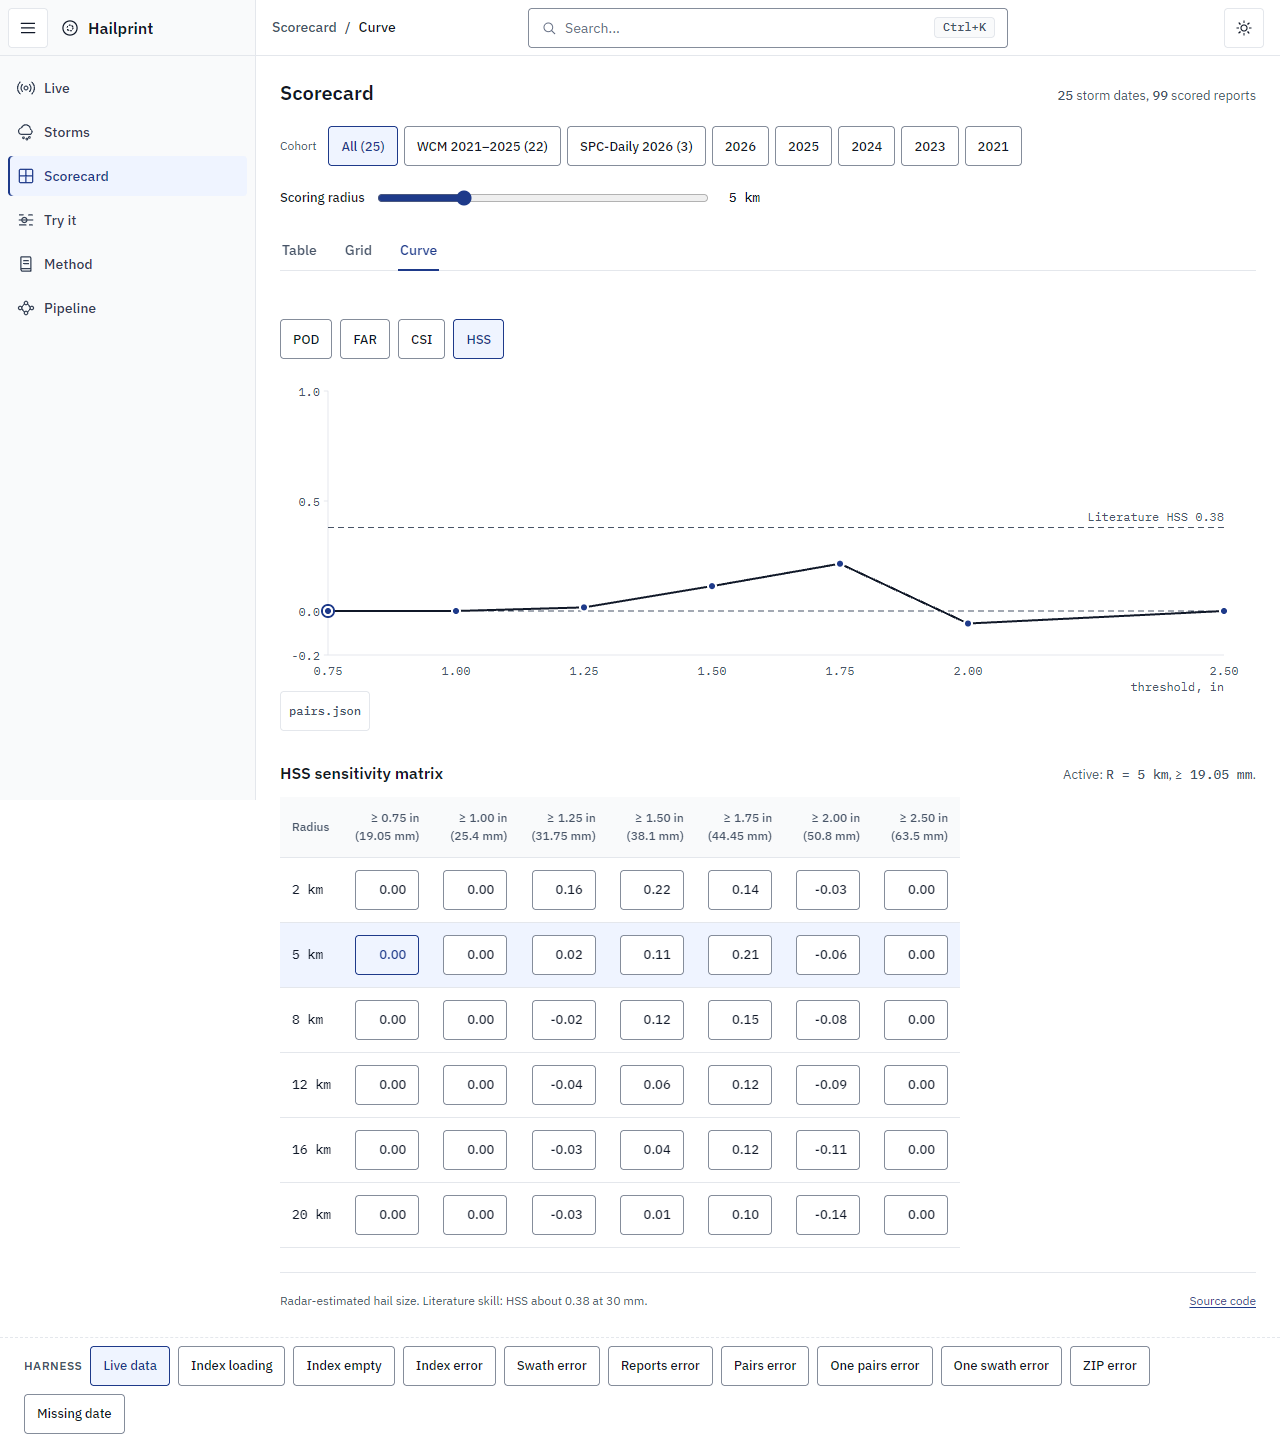 Hailprint
Scorecard / Curve
Search...
Ctrl+K
Live
Storms
Scorecard
Try it
Method
Pipeline
Scorecard
25 storm dates, 99 scored reports
Cohort
All (25)
WCM 2021–2025 (22)
SPC-Daily 2026 (3)
2026
2025
2024
2023
2021
Scoring radius
5 km
Table
Grid
Curve
POD
FAR
CSI
HSS
1.0
0.5
Literature HSS 0.38
0.0
-0.2
0.75 1.00 1.25 1.50 1.75 2.00 2.50
threshold, in
pairs.json
HSS sensitivity matrix
Active: R = 5 km, ≥ 19.05 mm.
Radius ≥ 0.75 in (19.05 mm) ≥ 1.00 in (25.4 mm) ≥ 1.25 in (31.75 mm) ≥ 1.50 in (38.1 mm) ≥ 1.75 in (44.45 mm) ≥ 2.00 in (50.8 mm) ≥ 2.50 in (63.5 mm)
2 km 0.00 0.00 0.16 0.22 0.14 -0.03 0.00
5 km 0.00 0.00 0.02 0.11 0.21 -0.06 0.00
8 km 0.00 0.00 -0.02 0.12 0.15 -0.08 0.00
12 km 0.00 0.00 -0.04 0.06 0.12 -0.09 0.00
16 km 0.00 0.00 -0.03 0.04 0.12 -0.11 0.00
20 km 0.00 0.00 -0.03 0.01 0.10 -0.14 0.00
Radar-estimated hail size. Literature skill: HSS about 0.38 at 30 mm.
Source code
HARNESS
Live data
Index loading
Index empty
Index error
Swath error
Reports error
Pairs error
One pairs error
One swath error
ZIP error
Missing date